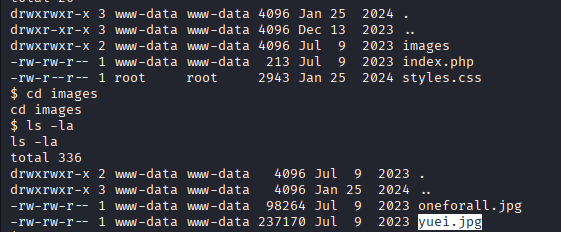 drwxrwxr-x 3 www-data www-data 4096 Jan 25  2024 .
drwxrwxr-x 3 www-data www-data 4096 Dec 13  2023 ..
drwxrwxr-x 2 www-data www-data 4096 Jul  9  2023 images
-rw-rw-r-- 1 www-data www-data  213 Jul  9  2023 index.php
-rw-r--r-- 1 root     root     2943 Jan 25  2024 styles.css
$ cd images
cd images
$ ls -la
ls -la
total 336
drwxrwxr-x 2 www-data www-data   4096 Jul  9  2023 .
drwxrwxr-x 3 www-data www-data   4096 Jan 25  2024 ..
-rw-rw-r-- 1 www-data www-data  98264 Jul  9  2023 oneforall.jpg
-rw-rw-r-- 1 www-data www-data 237170 Jul  9  2023 yuei.jpg